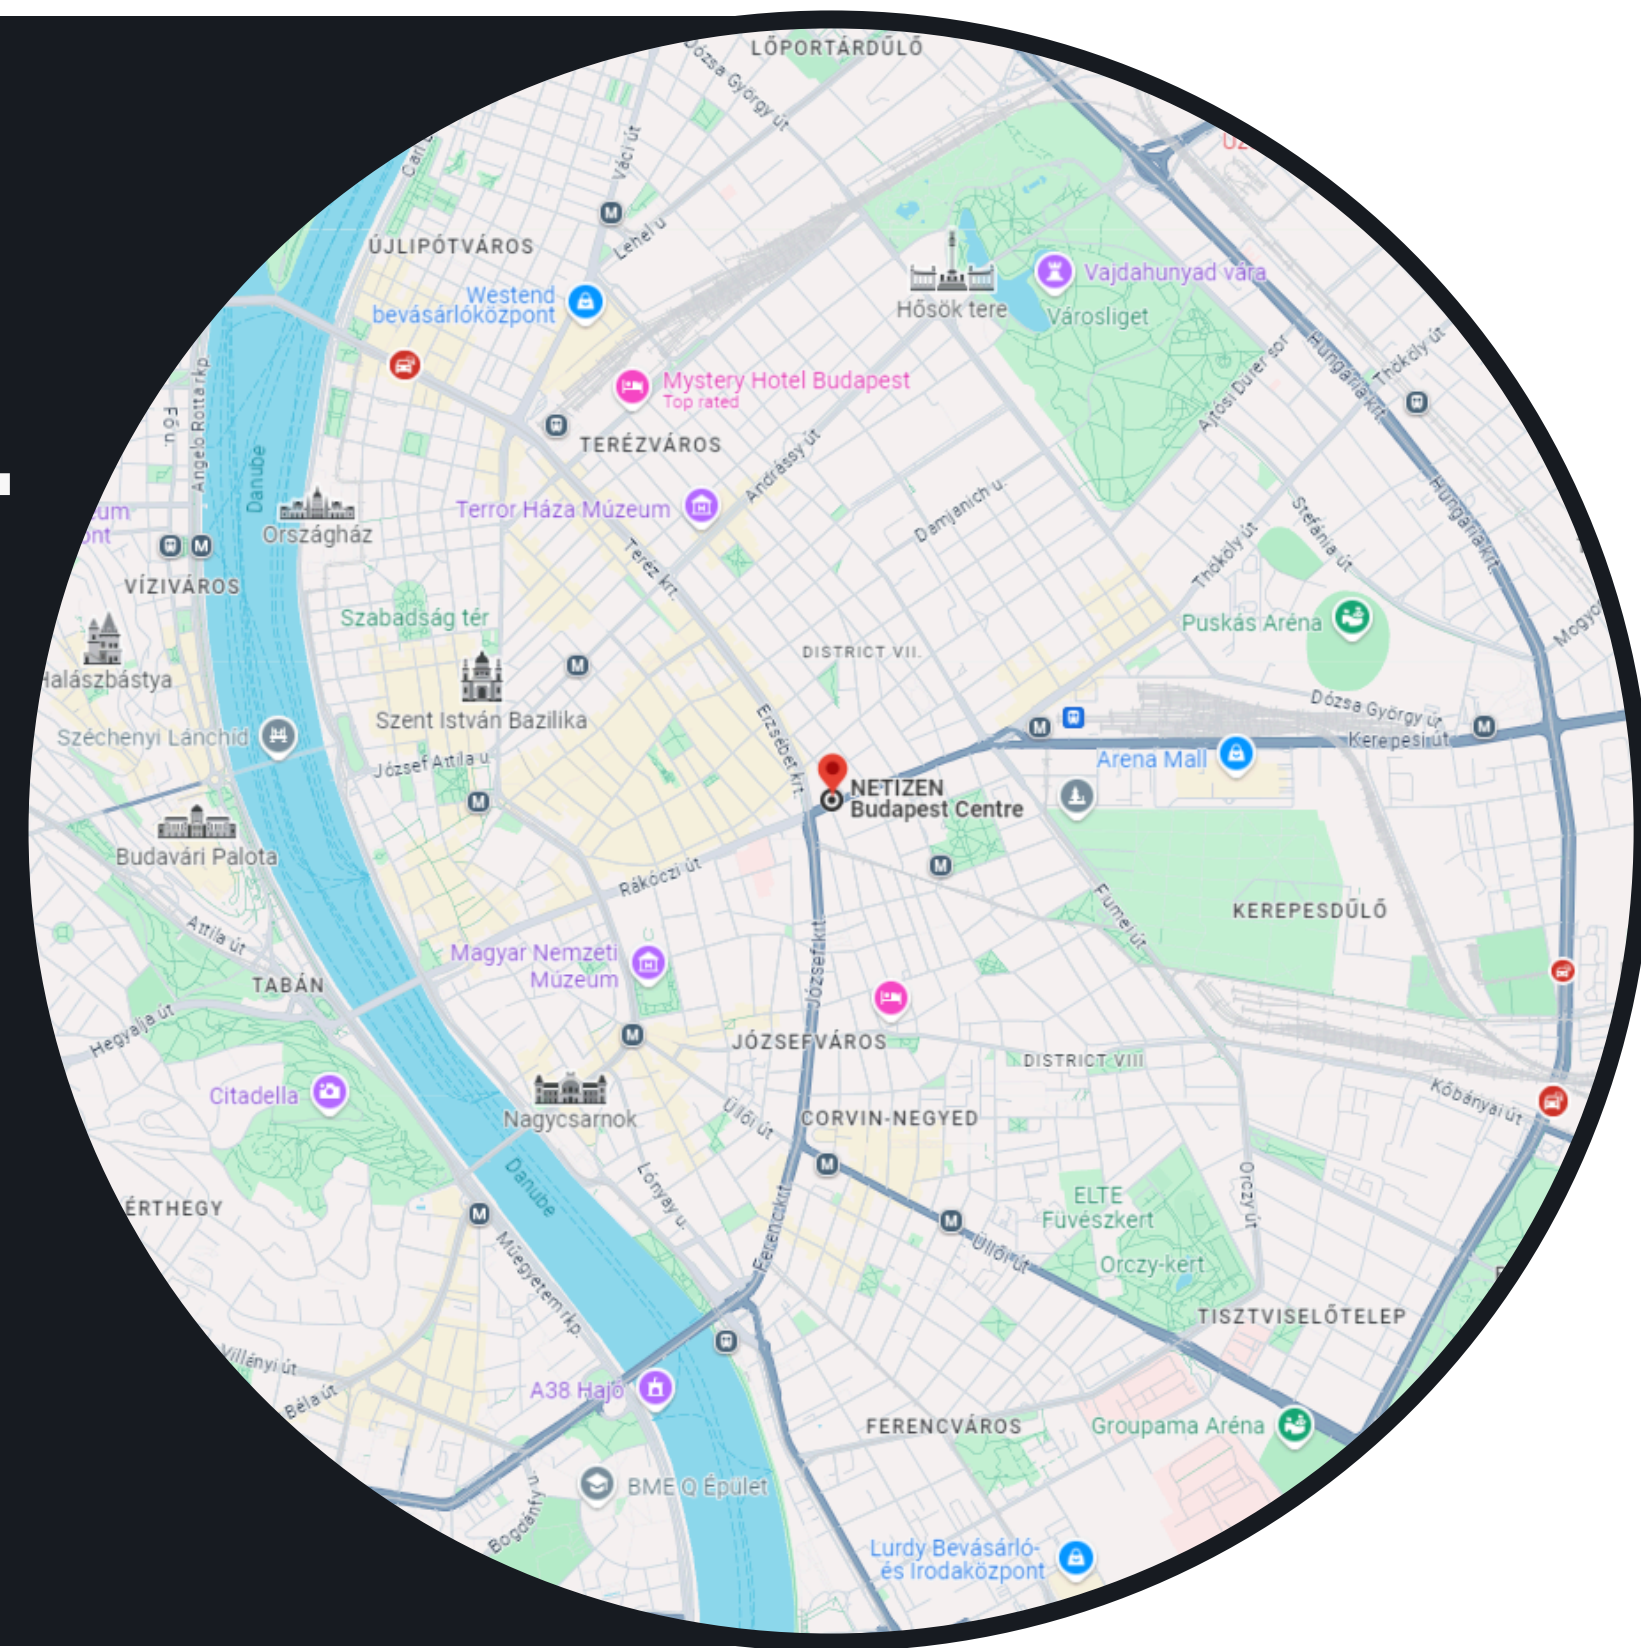 LŐPORTÁRDŰLŐ
Dózsa György út
Váci út
Lehel u
ÚJLIPÓTVÁROS
Westend
bevásárlóközpont
Hősök tere
Vajdahunyad vára
Városliget
Mystery Hotel Budapest
Top rated
TERÉZVÁROS
Andrássy út
Ajtósi Dürer sor
Hungária krt.
Thököly út
Angelo Rotta rkp
Fő u.
Danube
Országház
Terror Háza Múzeum
Teréz krt.
Damjanich u.
Thököly út
Stefánia út
Hungária krt.
VÍZIVÁROS
Szabadság tér
Puskás Aréna
DISTRICT VII.
Halászbástya
Szent István Bazilika
Széchenyi Lánchíd
József Attila u
Erzsébet krt.
Dózsa György út
Kerepesi út
Arena Mall
NETIZEN
Budapest Centre
Budavári Palota
Rákóczi út
Attila út
Fiumei út
KEREPESDŰLŐ
Magyar Nemzeti
Múzeum
József krt.
TABÁN
Hegyalja út
JÓZSEFVÁROS
DISTRICT VIII
Citadella
Nagycsarnok
Üllői út
CORVIN-NEGYED
Kőbányai út
Danube
Lónyay u.
ÉRTHEGY
Ferenc krt.
ELTE
Füvészkert
Orczy út
Üllői út
Orczy-kert
Műegyetem rkp.
TISZTVISELŐTELEP
Villányi út
Béla út
A38 Hajó
FERENCVÁROS
Groupama Aréna
BME Q Épület
Bogdánfy u.
Lurdy Bevásárló-
és Irodaközpont